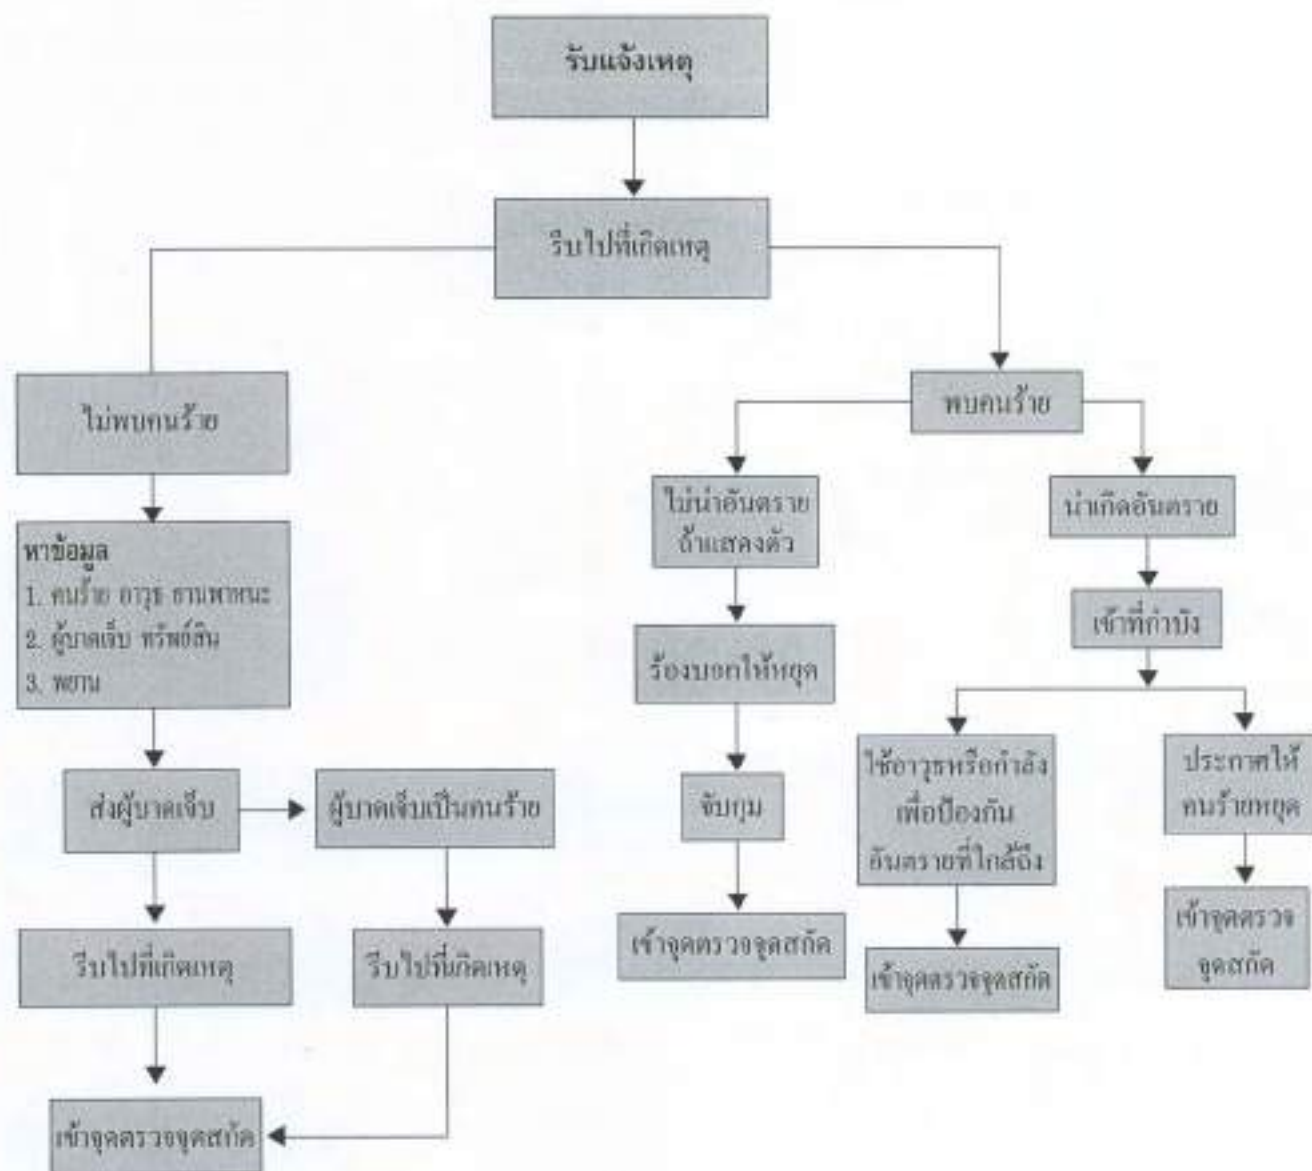 รับแจ้งเหตุ
รีบไปที่เกิดเหตุ
ไม่พบคนร้าย
พบคนร้าย
หาข้อมูล
1. คนร้าย อาวุธ ยานพาหนะ
2. ผู้บาดเจ็บ ทรัพย์สิน
3. พยาน
ส่งผู้บาดเจ็บ
ผู้บาดเจ็บเป็นคนร้าย
รีบไปที่เกิดเหตุ
รีบไปที่เกิดเหตุ
เข้าจุดตรวจจุดสกัด
ไม่น่าอันตราย
ถ้าแสดงตัว
ร้องบอกให้หยุด
จับกุม
เข้าจุดตรวจจุดสกัด
น่าเกิดอันตราย
เข้าที่กำบัง
ใช้อาวุธหรือกำลัง
เพื่อป้องกัน
อันตรายที่ใกล้ถึง
เข้าจุดตรวจจุดสกัด
ประกาศให้
คนร้ายหยุด
เข้าจุดตรวจ
จุดสกัด